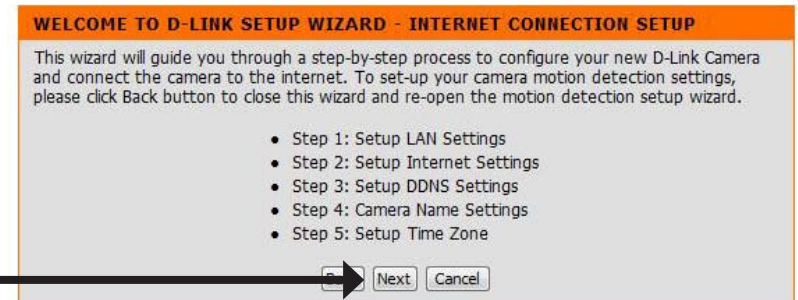 WELCOME TO D-LINK SETUP WIZARD - INTERNET CONNECTION SETUP
This wizard will guide you through a step-by-step process to configure your new D-Link Camera
and connect the camera to the internet. To set-up your camera motion detection settings,
please click Back button to close this wizard and re-open the motion detection setup wizard.
• Step 1: Setup LAN Settings
• Step 2: Setup Internet Settings
• Step 3: Setup DDNS Settings
• Step 4: Camera Name Settings
• Step 5: Setup Time Zone
Next Cancel